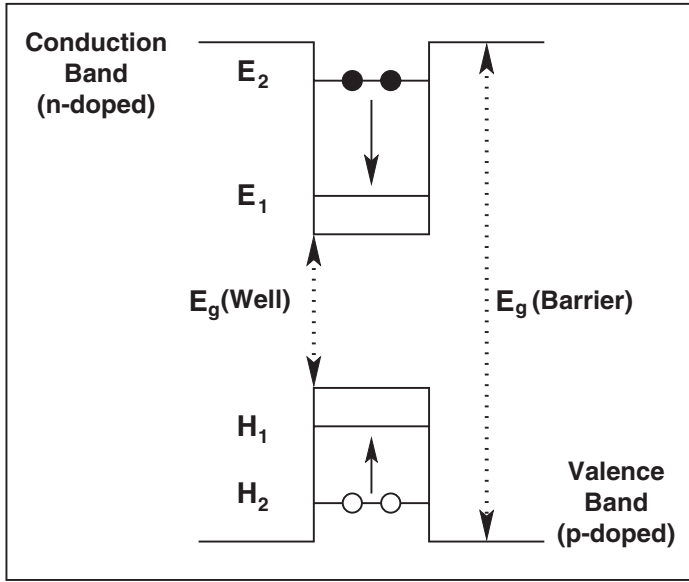 Conduction
Band
(n-doped)
E2
E1
Eg(Well)
Eg (Barrier)
H1
H2
Valence
Band
(p-doped)